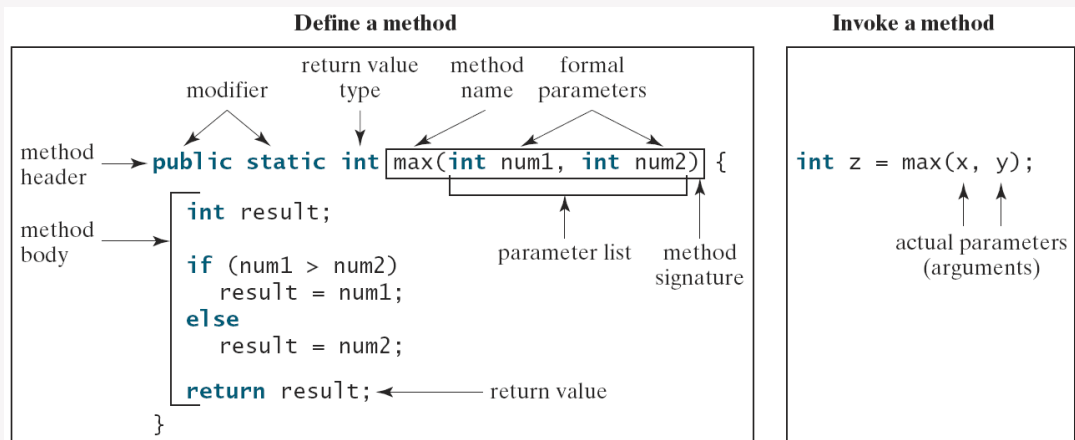 Define a method
Invoke a method
return value type
method name
formal parameters
modifier
method header
public static int max(int num1, int num2) {
int z = max(x, y);
method body
int result;
parameter list
method signature
actual parameters (arguments)
if (num1 > num2)
result = num1;
else
result = num2;
return result;
return value
}